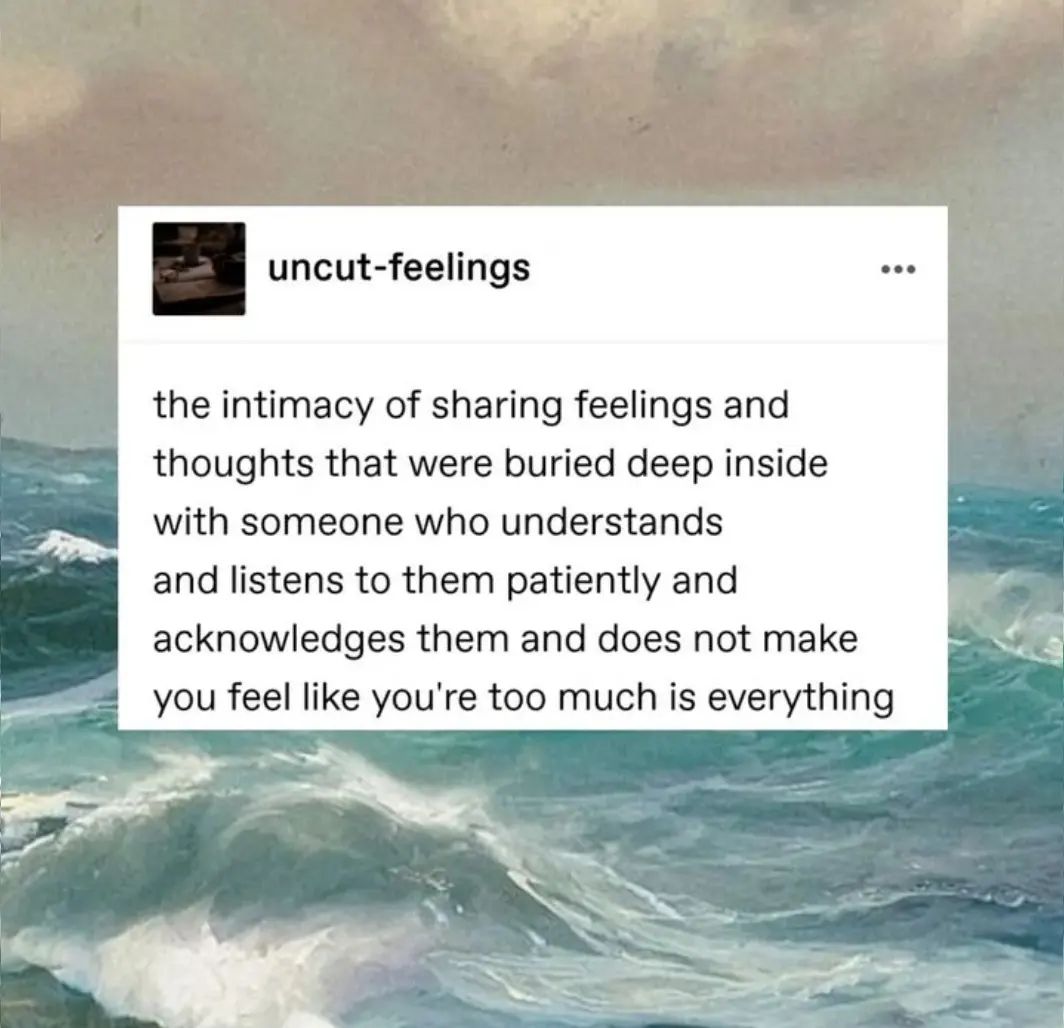 uncut-feelings
the intimacy of sharing feelings and
thoughts that were buried deep inside
with someone who understands
and listens to them patiently and
acknowledges them and does not make
you feel like you're too much is everything